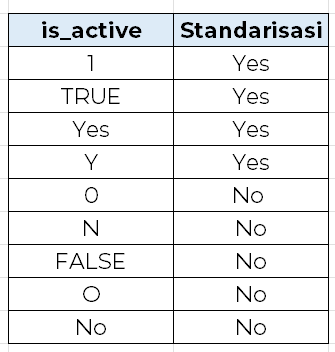 is_active Standarisasi
1 Yes
TRUE Yes
Yes Yes
Y Yes
0 No
N No
FALSE No
O No
No No